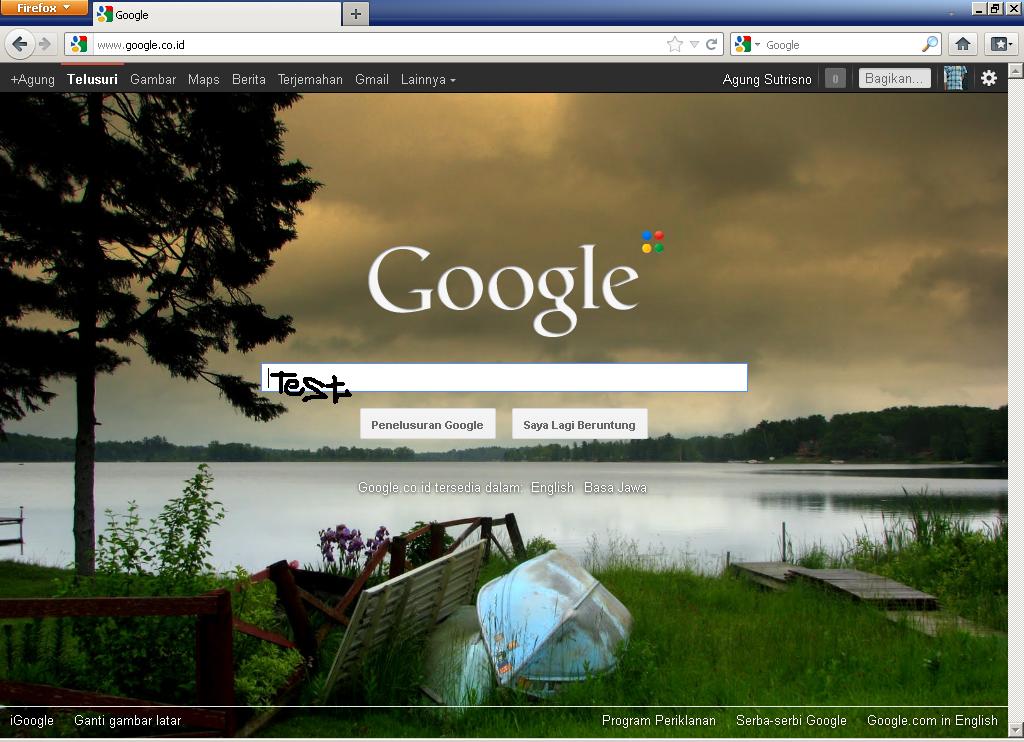 Firefox
Google
www.google.co.id
Google
+Agung Telusuri Gambar Maps Berita Terjemahan Gmail Lainnya
Agung Sutrisno 0 Bagikan...
Google
Test
Penelusuran Google Saya Lagi Beruntung
Google.co.id tersedia dalam: English Basa Jawa
iGoogle Ganti gambar latar Program Periklanan Serba-serbi Google Google.com in English